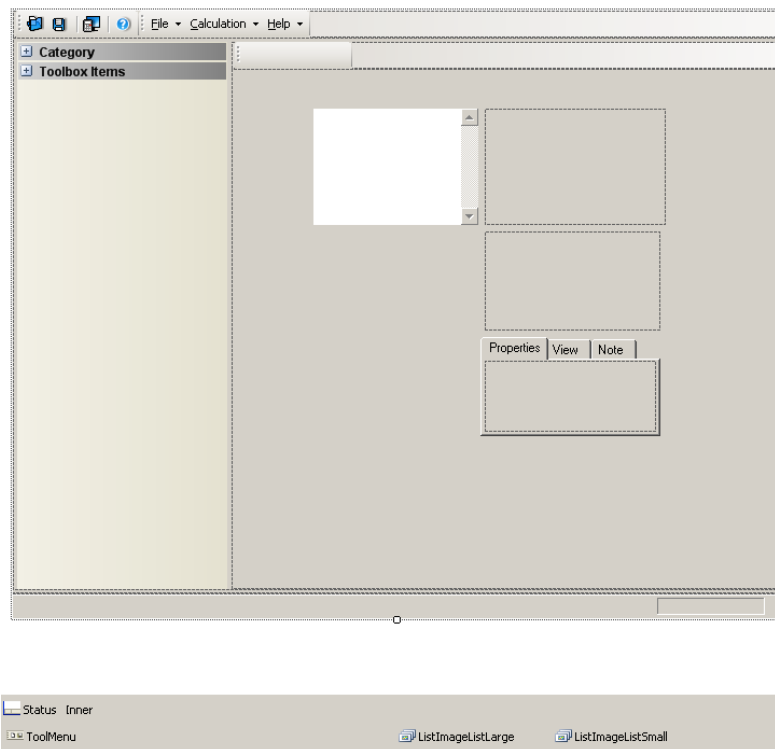 File Calculation Help
Category
Toolbox Items
Properties View Note
Status Inner
ToolMenu ListImageListLarge ListImageListSmall